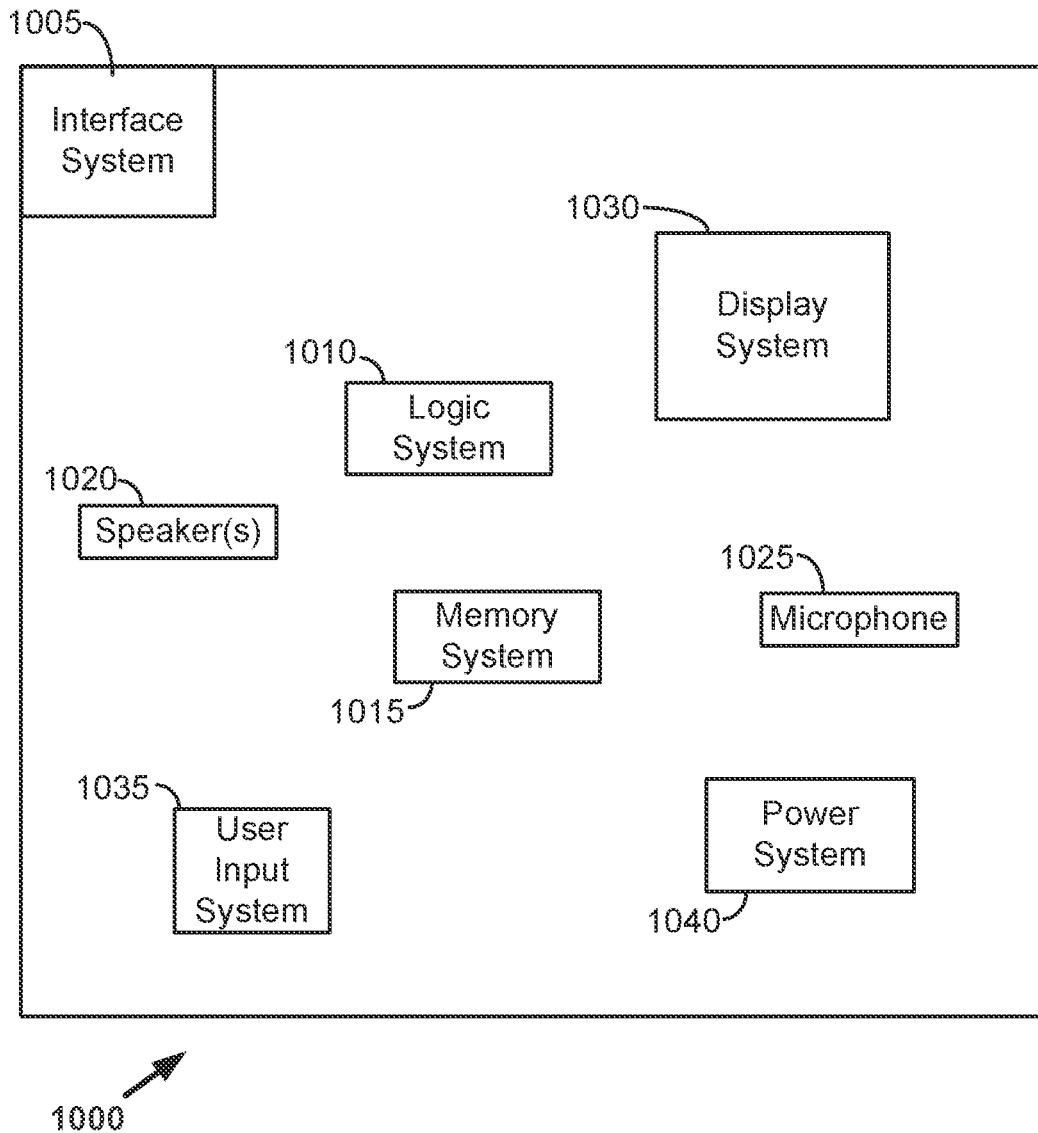 1005
Interface
System
1030
Display
System
1010
Logic
System
1020
Speaker(s)
1025
Microphone
Memory
System
1015
1035
User
Input
System
Power
System
1040
1000